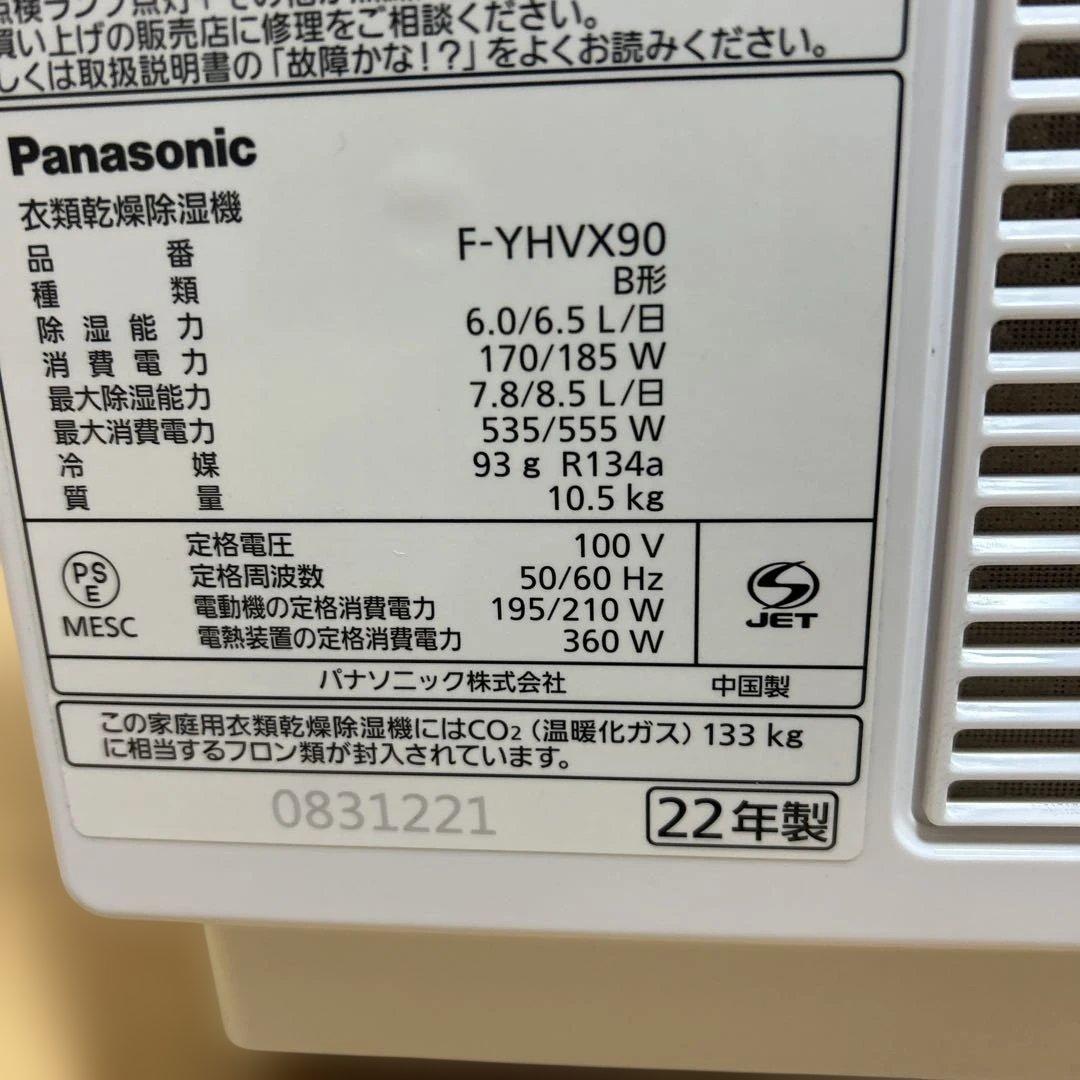 点検ランプ点灯
買い上げの販売店に修理をご相談ください。
しくは取扱説明書の「故障かな!?」をよくお読みください。
Panasonic
衣類乾燥除湿機
品番 F-YHVX90
種類 B形
除湿能力 6.0/6.5 L/日
消費電力 170/185 W
最大除湿能力 7.8/8.5 L/日
最大消費電力 535/555 W
冷媒 93 g R134a
質量 10.5 kg
PS
E
MESC
定格電圧 100 V
定格周波数 50/60 Hz
電動機の定格消費電力 195/210 W
電熱装置の定格消費電力 360 W
S
JET
パナソニック株式会社 中国製
この家庭用衣類乾燥除湿機にはCO2（温暖化ガス）133 kg
に相当するフロン類が封入されています。
0831221
22年製